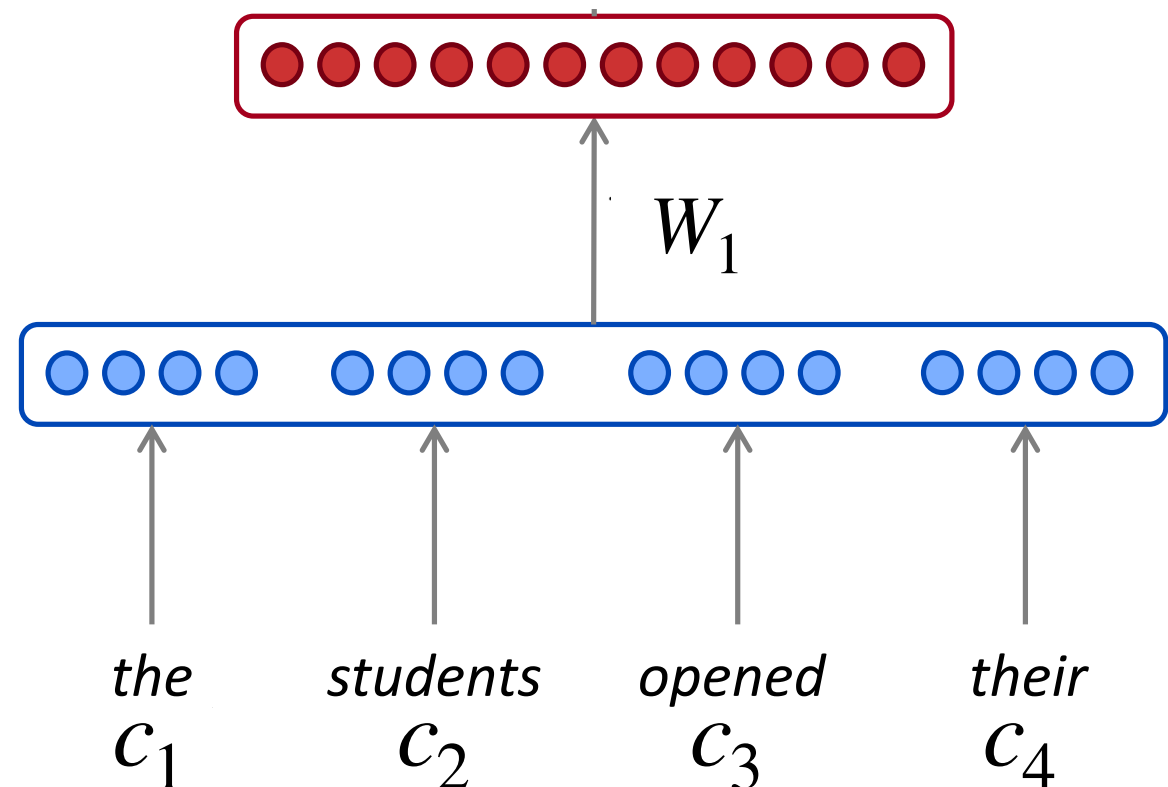 W₁
the students opened their
c₁ c₂ c₃ c₄